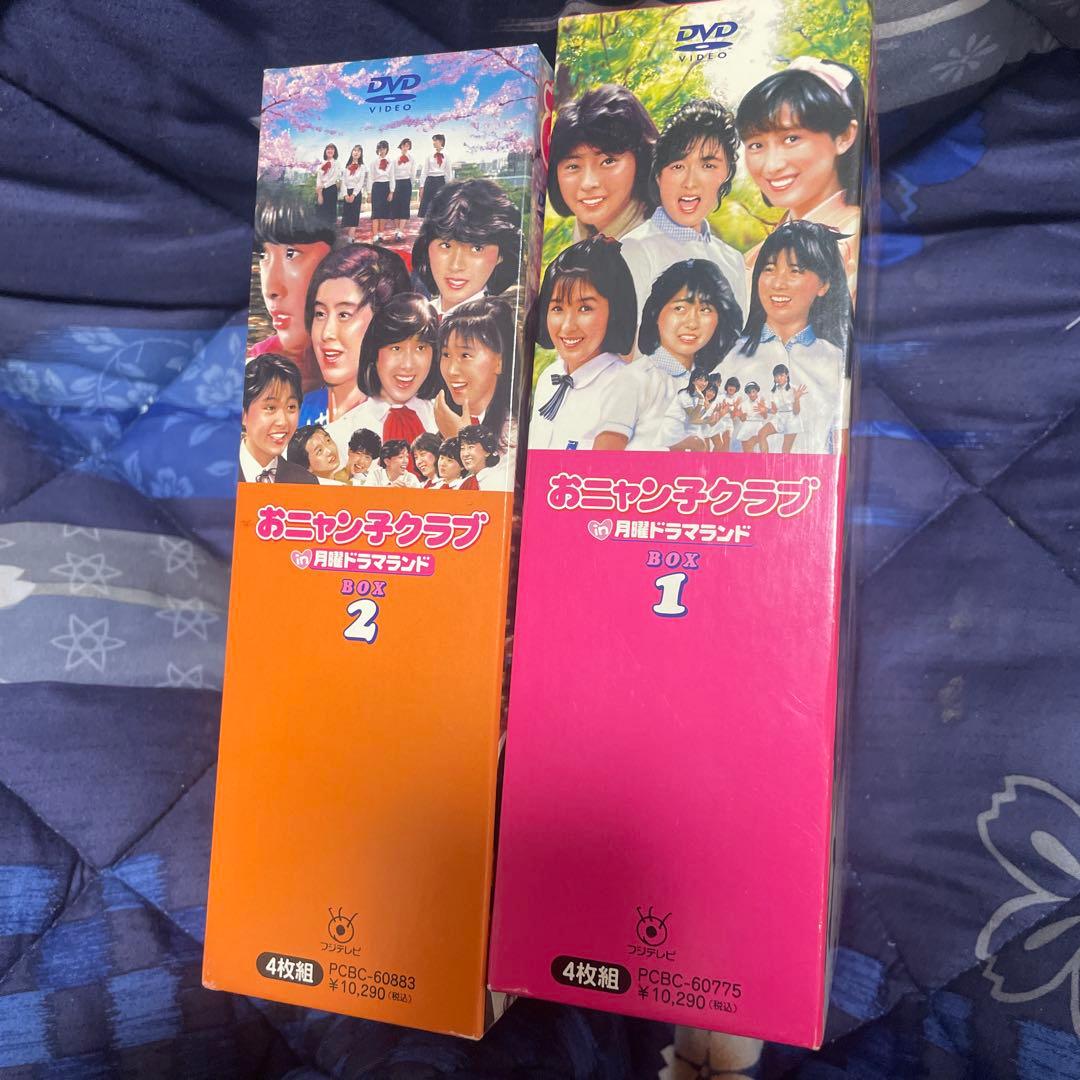 DVD
VIDEO
おニャン子クラブ
in 月曜ドラマランド
BOX
2
フジテレビ
4枚組
PCBC-60883
¥10,290(税込)
DVD
VIDEO
おニャン子クラブ
in 月曜ドラマランド
BOX
1
フジテレビ
4枚組
PCBC-60775
¥10,290(税込)